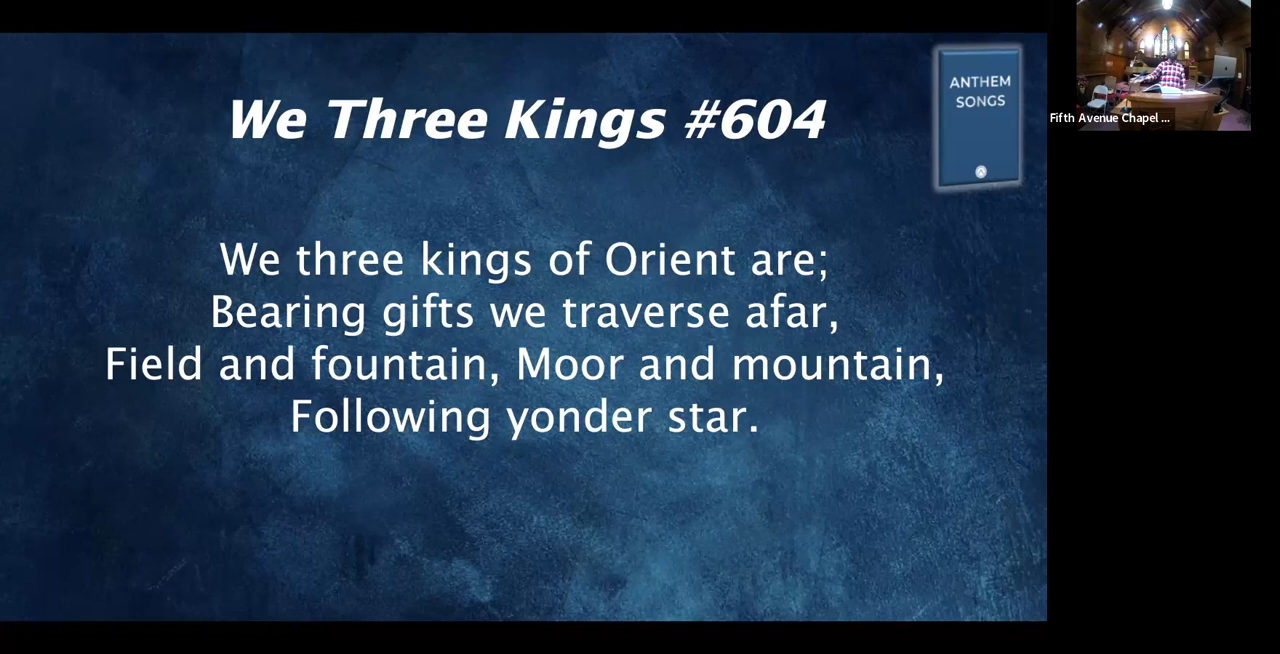 We Three Kings #604
ANTHEM
SONGS
We three kings of Orient are;
Bearing gifts we traverse afar,
Field and fountain, Moor and mountain,
Following yonder star.
Fifth Avenue Chapel ...